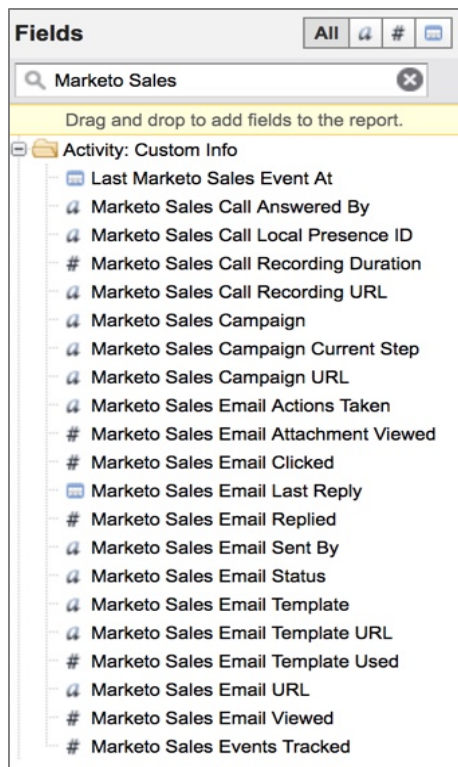 Fields
All a #
Marketo Sales
Drag and drop to add fields to the report.
Activity: Custom Info
Last Marketo Sales Event At
a Marketo Sales Call Answered By
a Marketo Sales Call Local Presence ID
# Marketo Sales Call Recording Duration
a Marketo Sales Call Recording URL
a Marketo Sales Campaign
a Marketo Sales Campaign Current Step
a Marketo Sales Campaign URL
a Marketo Sales Email Actions Taken
# Marketo Sales Email Attachment Viewed
# Marketo Sales Email Clicked
Marketo Sales Email Last Reply
# Marketo Sales Email Replied
a Marketo Sales Email Sent By
a Marketo Sales Email Status
a Marketo Sales Email Template
a Marketo Sales Email Template URL
# Marketo Sales Email Template Used
a Marketo Sales Email URL
# Marketo Sales Email Viewed
# Marketo Sales Events Tracked